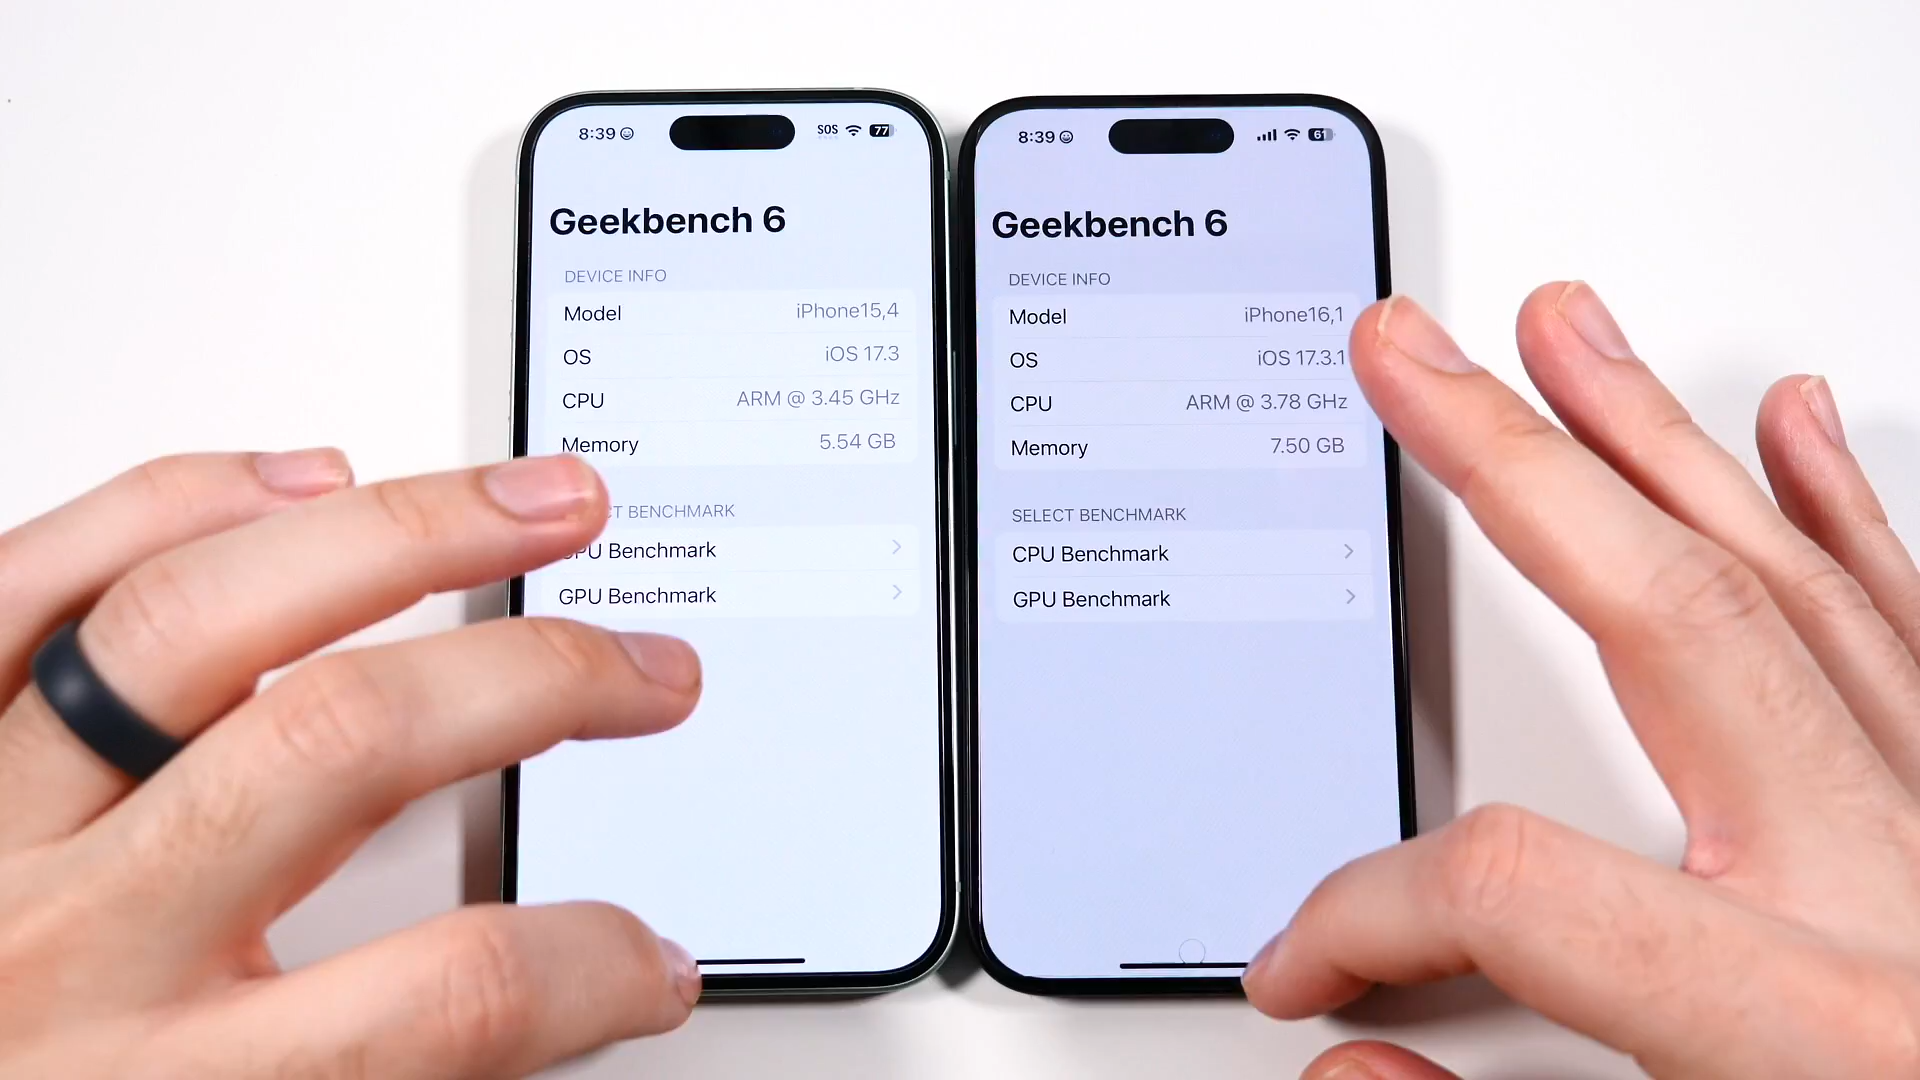 8:39
SOS 77
Geekbench 6
DEVICE INFO
Model iPhone15,4
OS iOS 17.3
CPU ARM @ 3.45 GHz
Memory 5.54 GB
CT BENCHMARK
CPU Benchmark
GPU Benchmark
8:39
61
Geekbench 6
DEVICE INFO
Model iPhone16,1
OS iOS 17.3.1
CPU ARM @ 3.78 GHz
Memory 7.50 GB
SELECT BENCHMARK
CPU Benchmark
GPU Benchmark